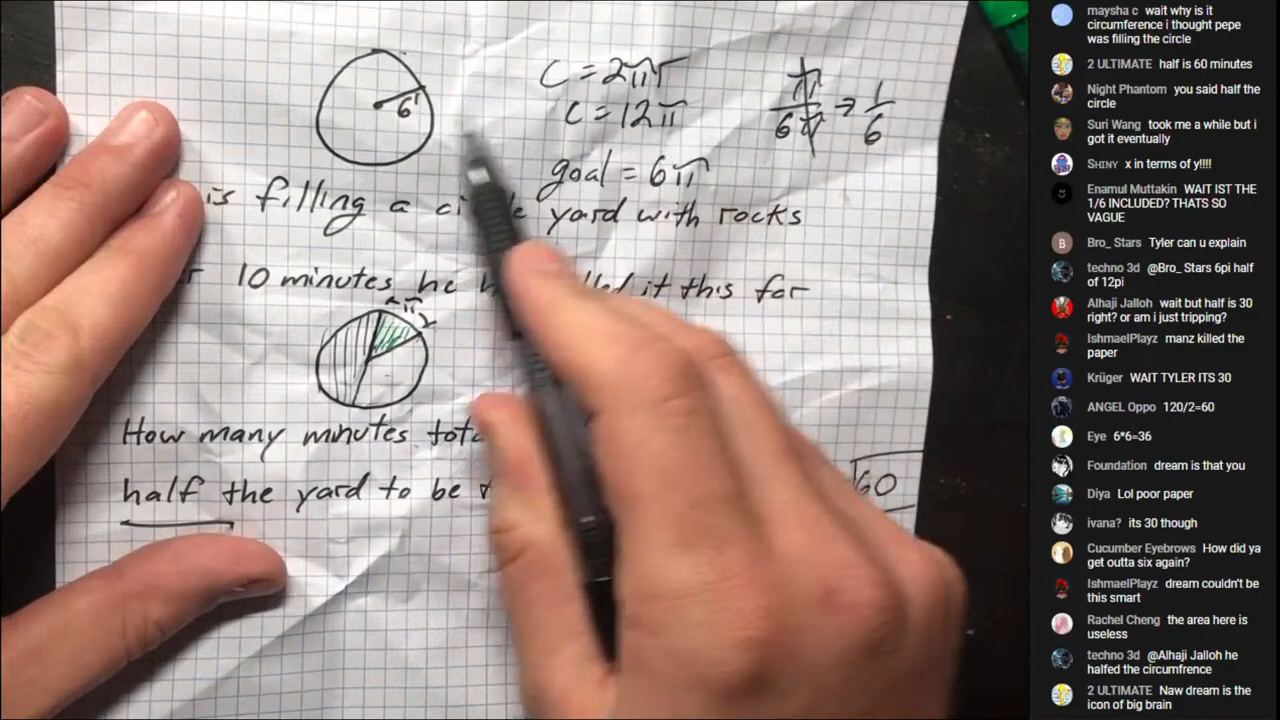 6'
C = 2πr
C = 12π
goal = 6π
π
6π
→ 1
6
is filling a circle yard with rocks
10 minutes he it this far
π
How many minutes
half the yard to be
60
maysha c wait why is it
circumference i thought pepe
was filling the circle
2 ULTIMATE half is 60 minutes
Night Phantom you said half the
circle
Suri Wang took me a while but i
got it eventually
SHINY x in terms of y!!!!
Enamul Muttakin WAIT IST THE
1/6 INCLUDED? THATS SO
VAGUE
Bro_ Stars Tyler can u explain
techno 3d @Bro_ Stars 6pi half
of 12pi
Alhaji Jalloh wait but half is 30
right? or am i just tripping?
IshmaelPlayz manz killed the
paper
Krüger WAIT TYLER ITS 30
ANGEL Oppo 120/2=60
Eye 6*6=36
Foundation dream is that you
Diya Lol poor paper
ivana? its 30 though
Cucumber Eyebrows How did ya
get outta six again?
IshmaelPlayz dream couldn't be
this smart
Rachel Cheng the area here is
useless
techno 3d @Alhaji Jalloh he
halfed the circumfrence
2 ULTIMATE Naw dream is the
icon of big brain